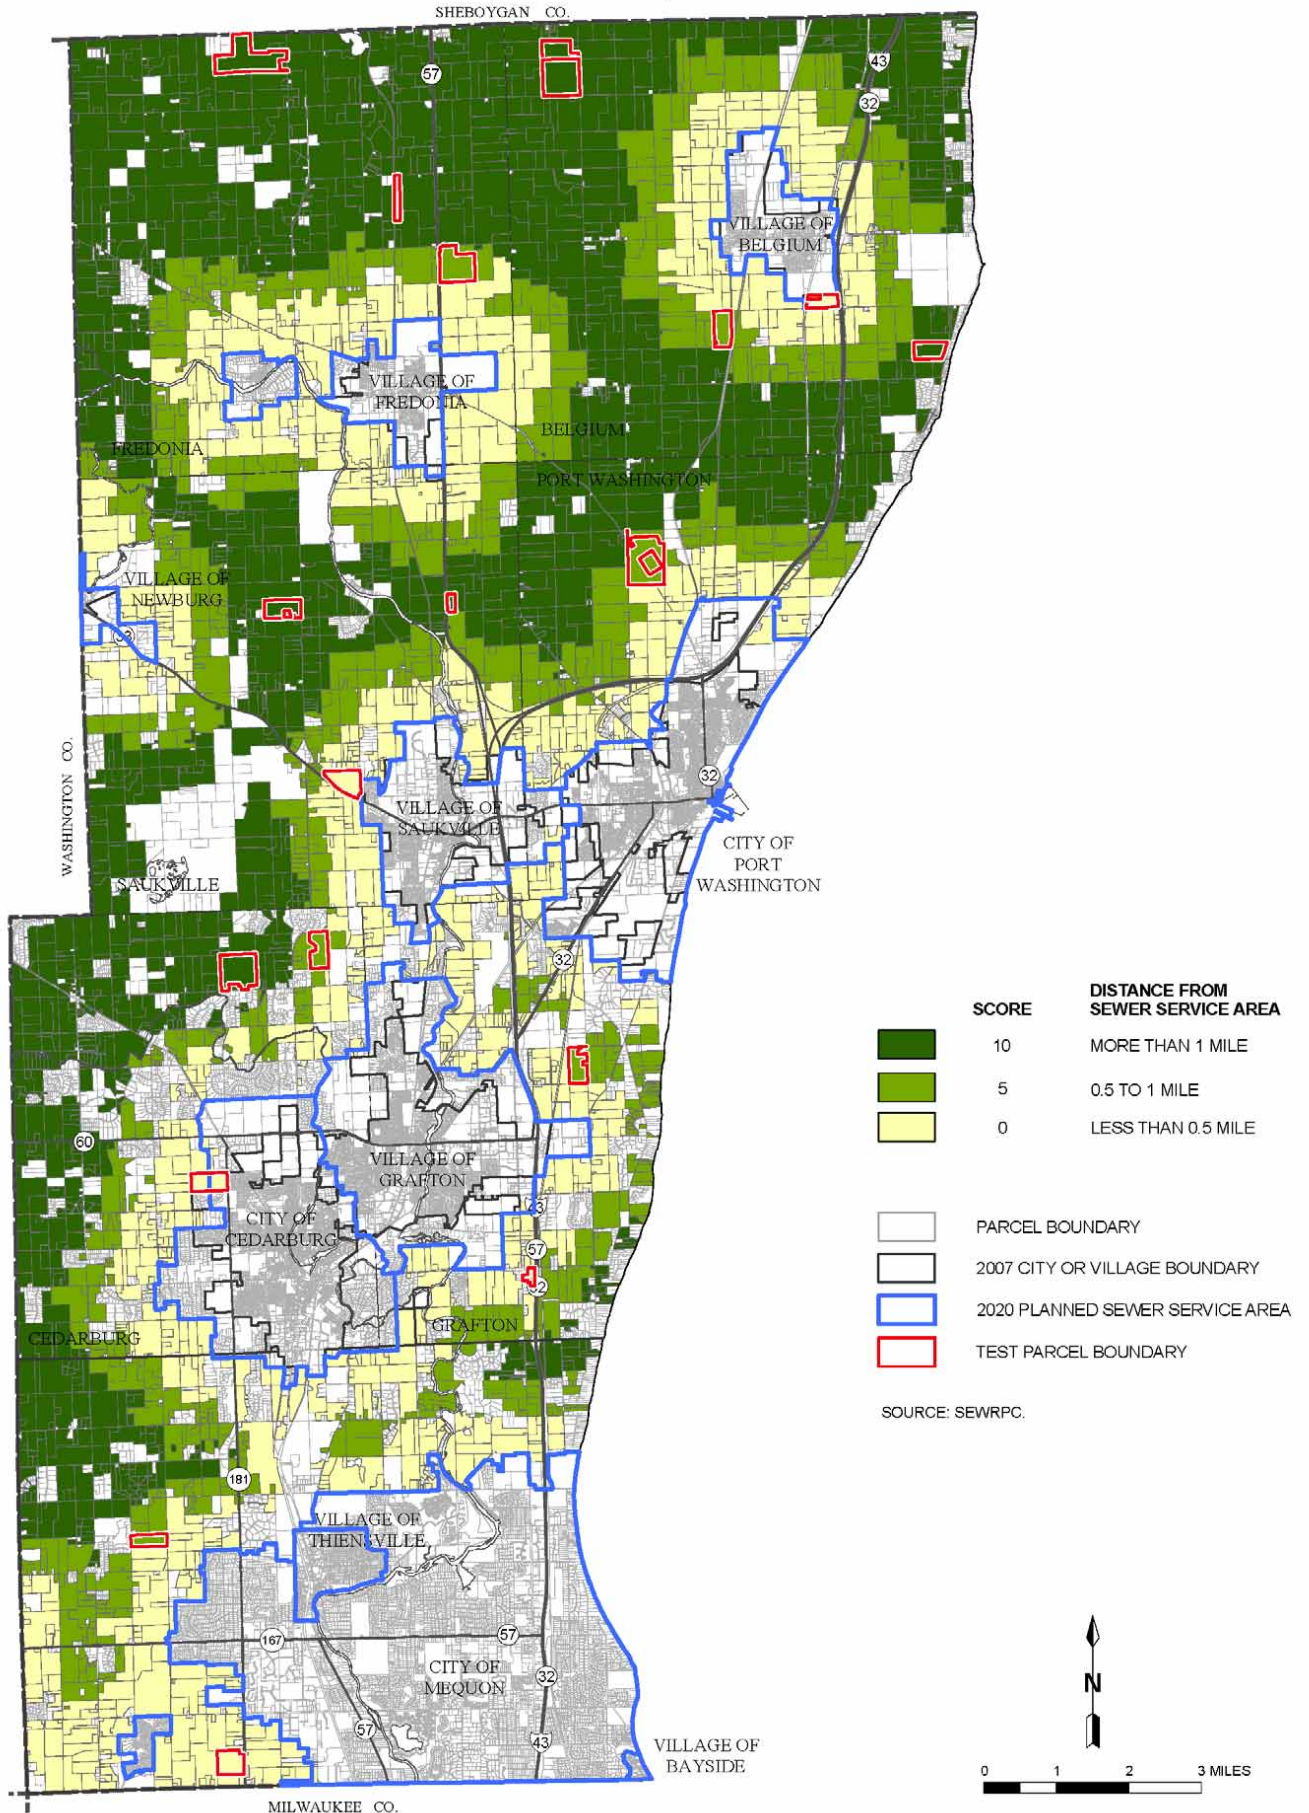 SHEBOYGAN CO.
43
57
32
VILLAGE OF
BELGIUM
VILLAGE OF
FREDONIA
BELGIUM
FREDONIA
PORT WASHINGTON
VILLAGE OF
NEWBURG
33
WASHINGTON CO.
32
VILLAGE OF
SAUKVILLE
CITY OF
PORT
WASHINGTON
SAUKVILLE
32
SCORE
DISTANCE FROM
SEWER SERVICE AREA
10 MORE THAN 1 MILE
5 0.5 TO 1 MILE
0 LESS THAN 0.5 MILE
60
VILLAGE OF
GRAFTON
43
CITY OF
CEDARBURG
57
32
GRAFTON
CEDARBURG
PARCEL BOUNDARY
2007 CITY OR VILLAGE BOUNDARY
2020 PLANNED SEWER SERVICE AREA
TEST PARCEL BOUNDARY
SOURCE: SEWRPC.
181
VILLAGE OF
THIENSVILLE
167
57
CITY OF
MEQUON
32
57
43
VILLAGE OF
BAYSIDE
MILWAUKEE CO.
N
0 1 2 3 MILES